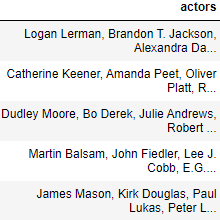 actors
Logan Lerman, Brandon T. Jackson,
Alexandra Da...
Catherine Keener, Amanda Peet, Oliver
Platt, R...
Dudley Moore, Bo Derek, Julie Andrews,
Robert ...
Martin Balsam, John Fiedler, Lee J.
Cobb, E.G....
James Mason, Kirk Douglas, Paul
Lukas, Peter L...